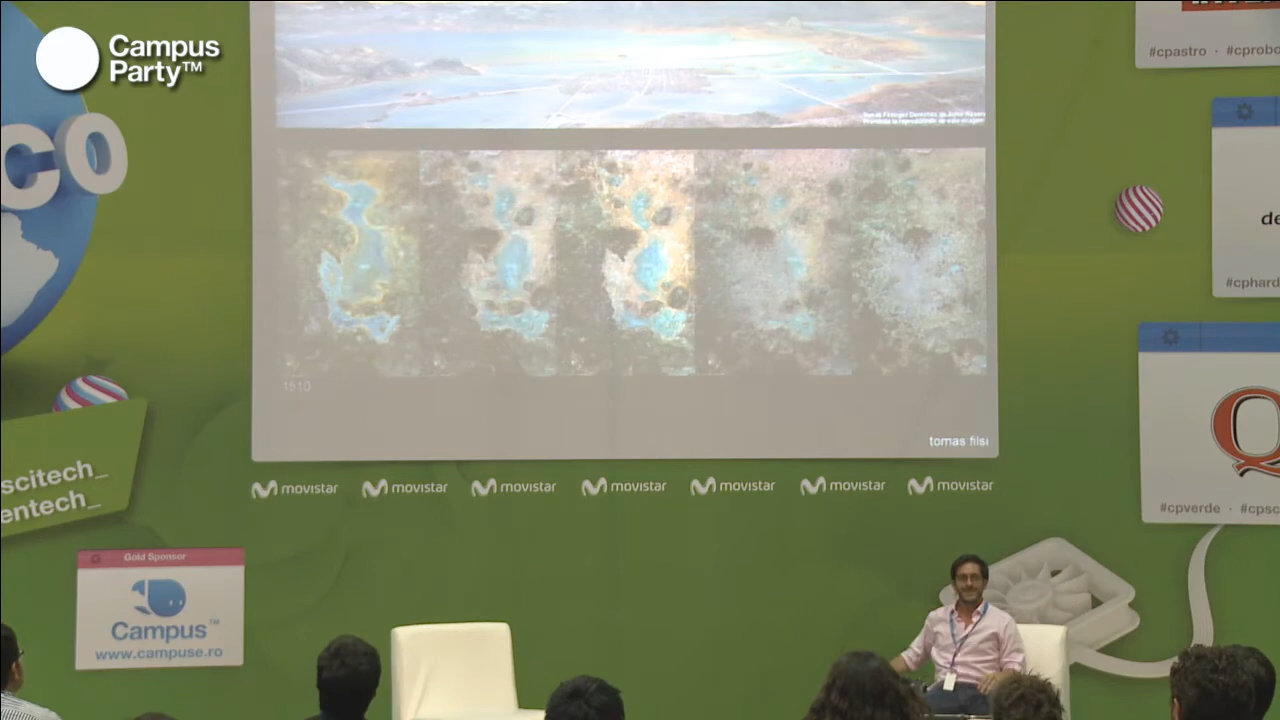 Campus
Party™
co
#cpastro · #cprobo
de
#cphard
1510
tomas filsi
scitech_
entech_
movistar
movistar
movistar
movistar
movistar
movistar
movistar
Q
#cpverde · #cpsc
Gold Sponsor
Campus™
www.campuse.ro